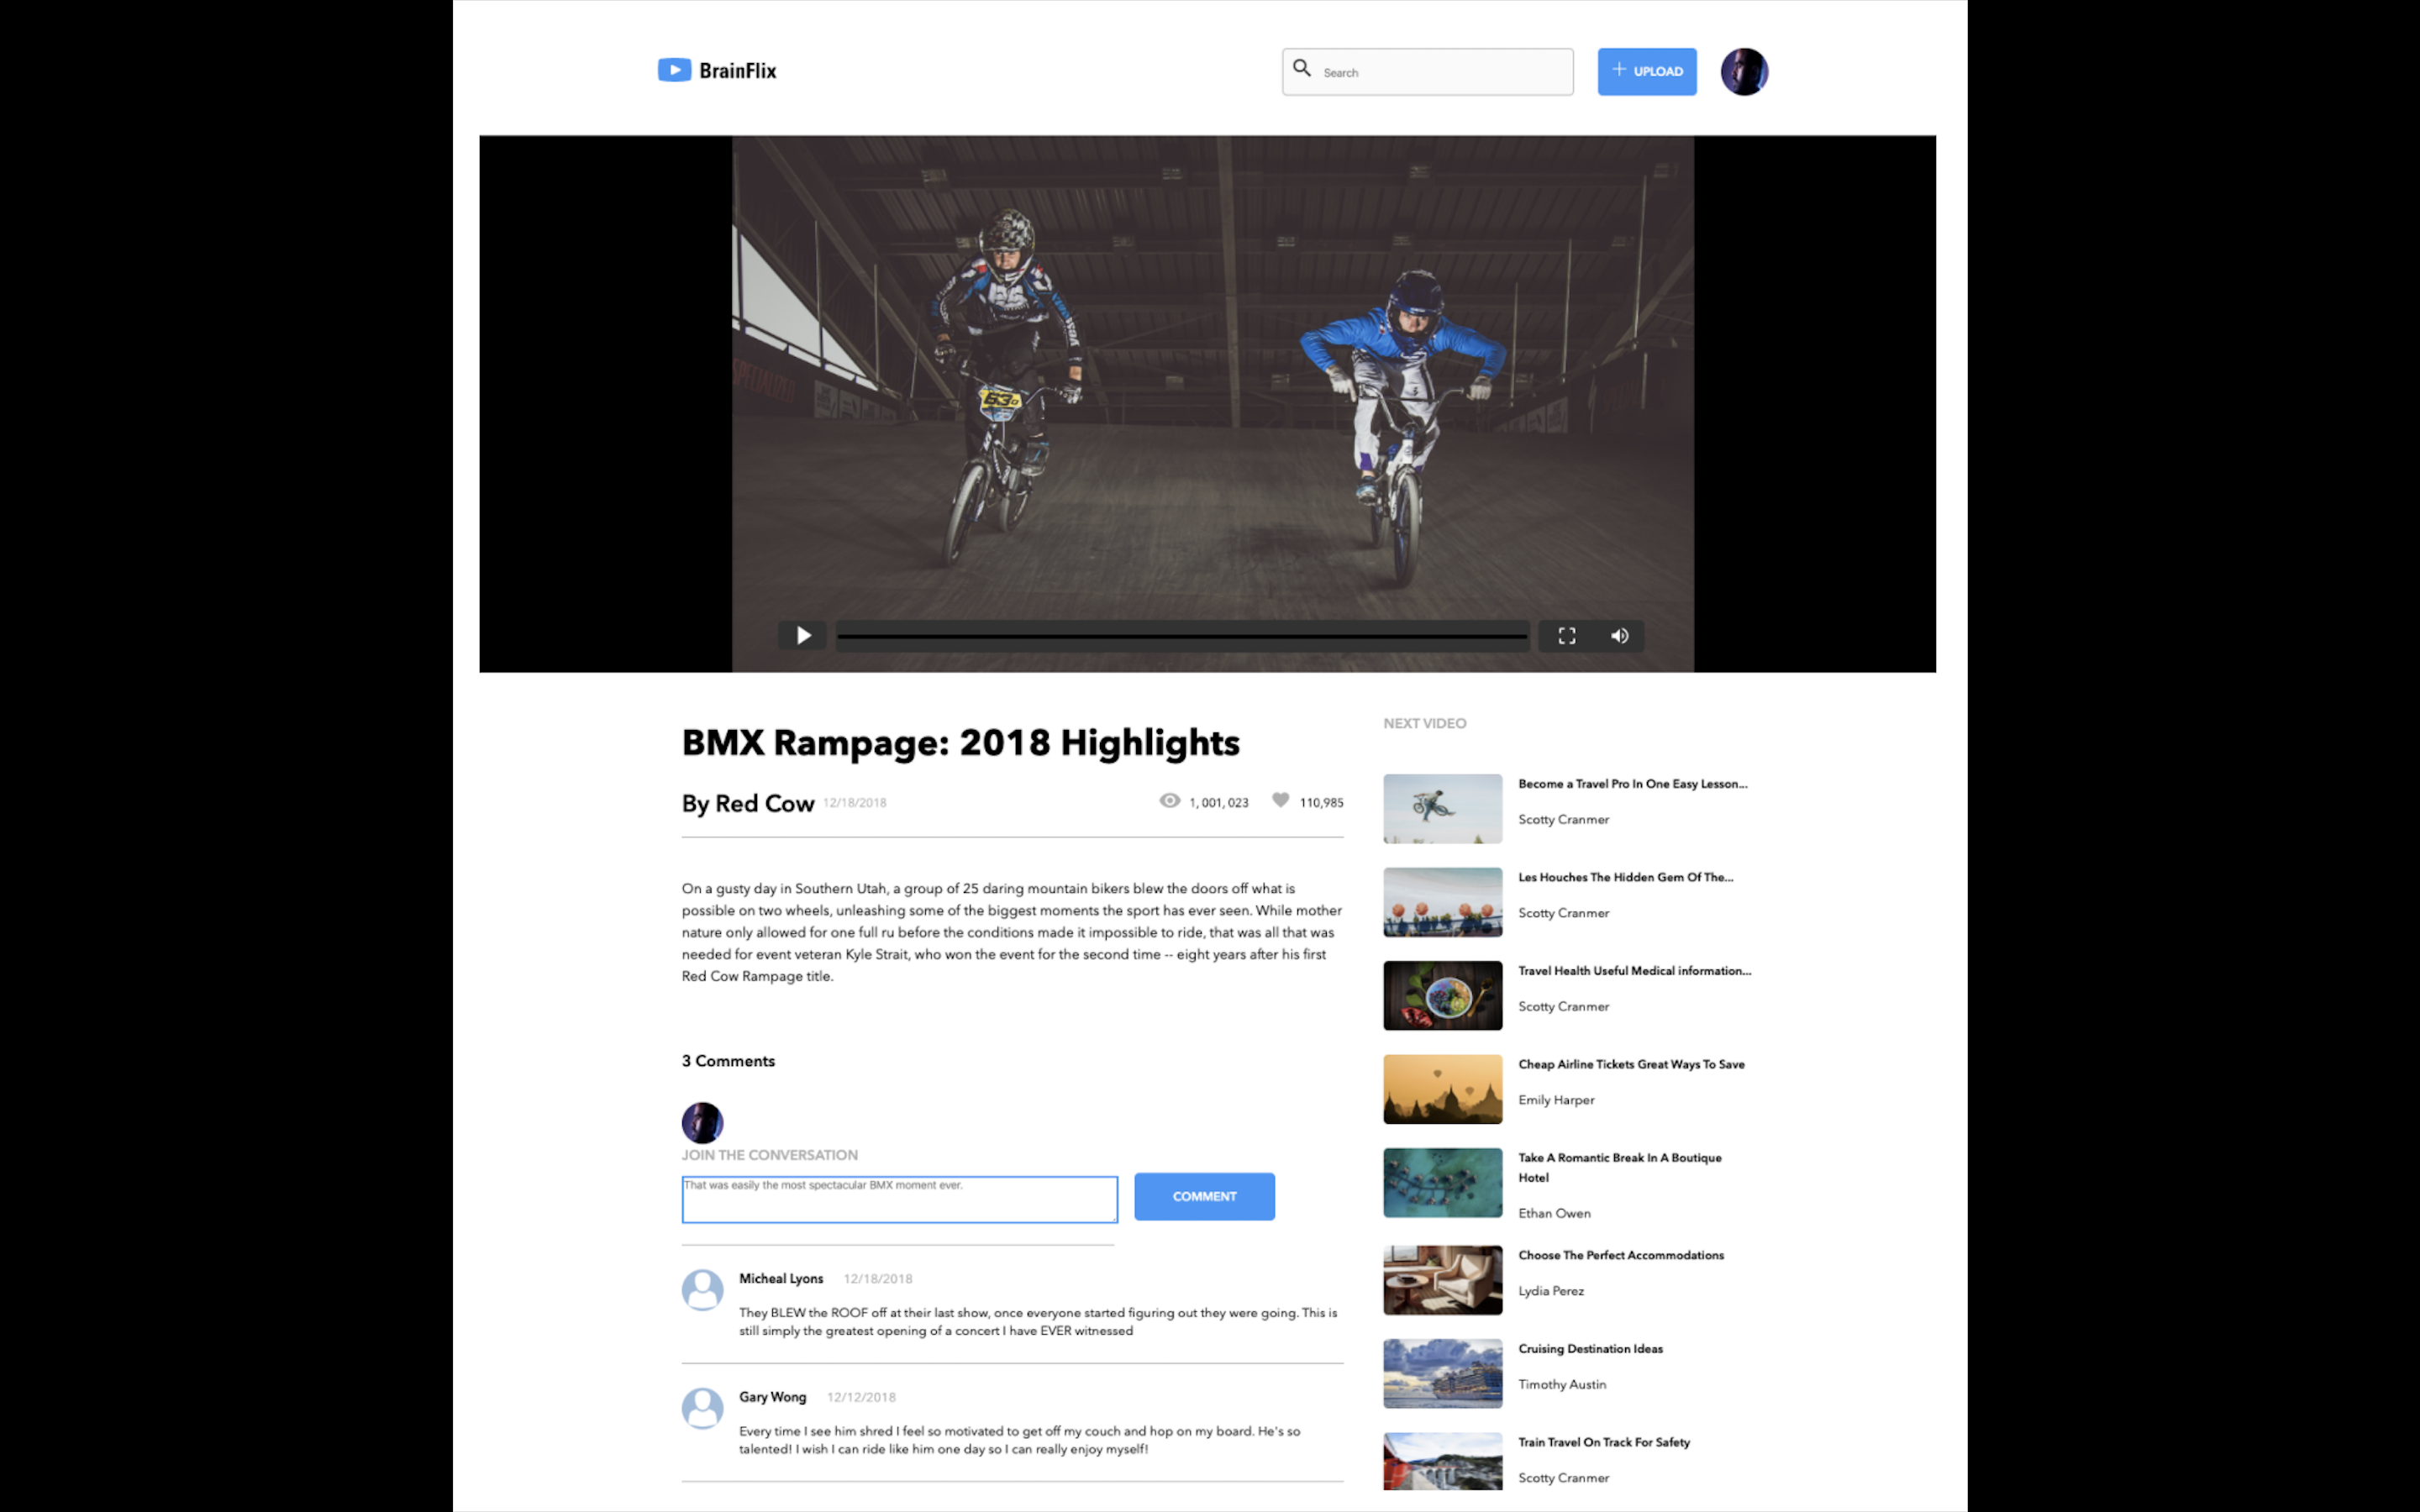 BrainFlix
Search
UPLOAD
SPECIALIZED
630
BMX Rampage: 2018 Highlights
By Red Cow 12/18/2018
1, 001, 023
110,985
On a gusty day in Southern Utah, a group of 25 daring mountain bikers blew the doors off what is
possible on two wheels, unleashing some of the biggest moments the sport has ever seen. While mother
nature only allowed for one full ru before the conditions made it impossible to ride, that was all that was
needed for event veteran Kyle Strait, who won the event for the second time -- eight years after his first
Red Cow Rampage title.
3 Comments
JOIN THE CONVERSATION
That was easily the most spectacular BMX moment ever.
COMMENT
Micheal Lyons 12/18/2018
They BLEW the ROOF off at their last show, once everyone started figuring out they were going. This is
still simply the greatest opening of a concert I have EVER witnessed
Gary Wong 12/12/2018
Every time I see him shred I feel so motivated to get off my couch and hop on my board. He's so
talented! I wish I can ride like him one day so I can really enjoy myself!
NEXT VIDEO
Become a Travel Pro In One Easy Lesson...
Scotty Cranmer
Les Houches The Hidden Gem Of The...
Scotty Cranmer
Travel Health Useful Medical information...
Scotty Cranmer
Cheap Airline Tickets Great Ways To Save
Emily Harper
Take A Romantic Break In A Boutique
Hotel
Ethan Owen
Choose The Perfect Accommodations
Lydia Perez
Cruising Destination Ideas
Timothy Austin
Train Travel On Track For Safety
Scotty Cranmer